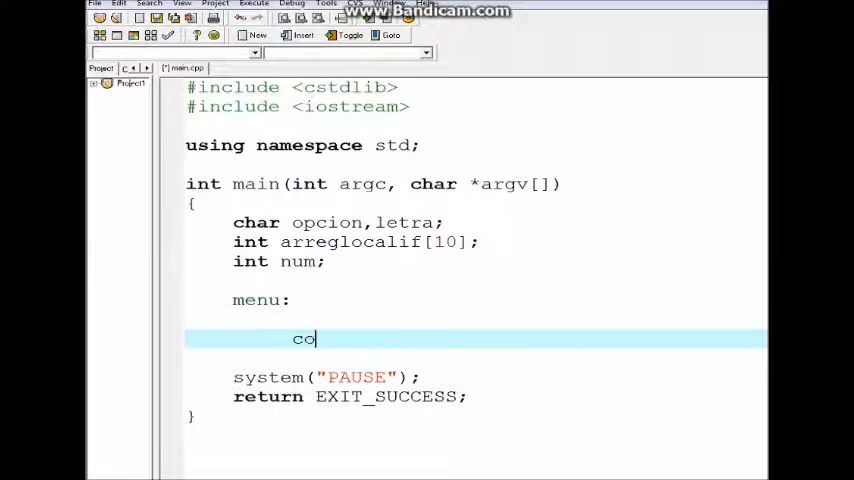 File Edit Search View Project Execute Debug Tools CVS Window
www.Bandicam.com
New Insert Toggle Goto
Project
[*] main.cpp
Project1
#include <cstdlib>
#include <iostream>
using namespace std;
int main(int argc, char *argv[])
{
char opcion,letra;
int arreglocalif[10];
int num;
menu:
co
system("PAUSE");
return EXIT_SUCCESS;
}